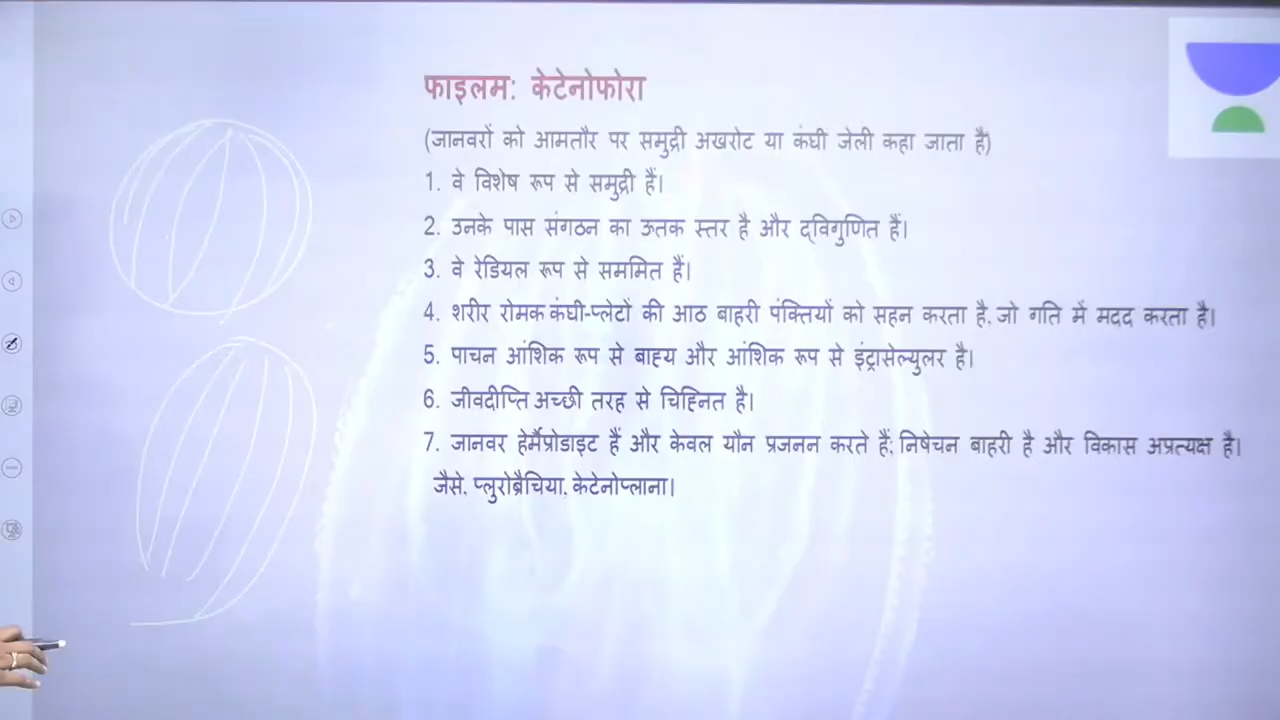 फाइलम: केटेनोफोरा
(जानवरों को आमतौर पर समुद्री अखरोट या कंघी जेली कहा जाता है)
1. वे विशेष रूप से समुद्री हैं।
2. उनके पास संगठन का ऊतक स्तर है और द्विगुणित हैं।
3. वे रेडियल रूप से सममित हैं।
4. शरीर रोमक कंघी-प्लेटों की आठ बाहरी पंक्तियों को सहन करता है, जो गति में मदद करता है।
5. पाचन आंशिक रूप से बाह्य और आंशिक रूप से इंट्रासेल्युलर है।
6. जीवदीप्ति अच्छी तरह से चिह्नित है।
7. जानवर हेर्मैप्रोडाइट हैं और केवल यौन प्रजनन करते हैं; निषेचन बाहरी है और विकास अप्रत्यक्ष है।
जैसे, प्लुरोब्रैचिया, केटेनोप्लाना।